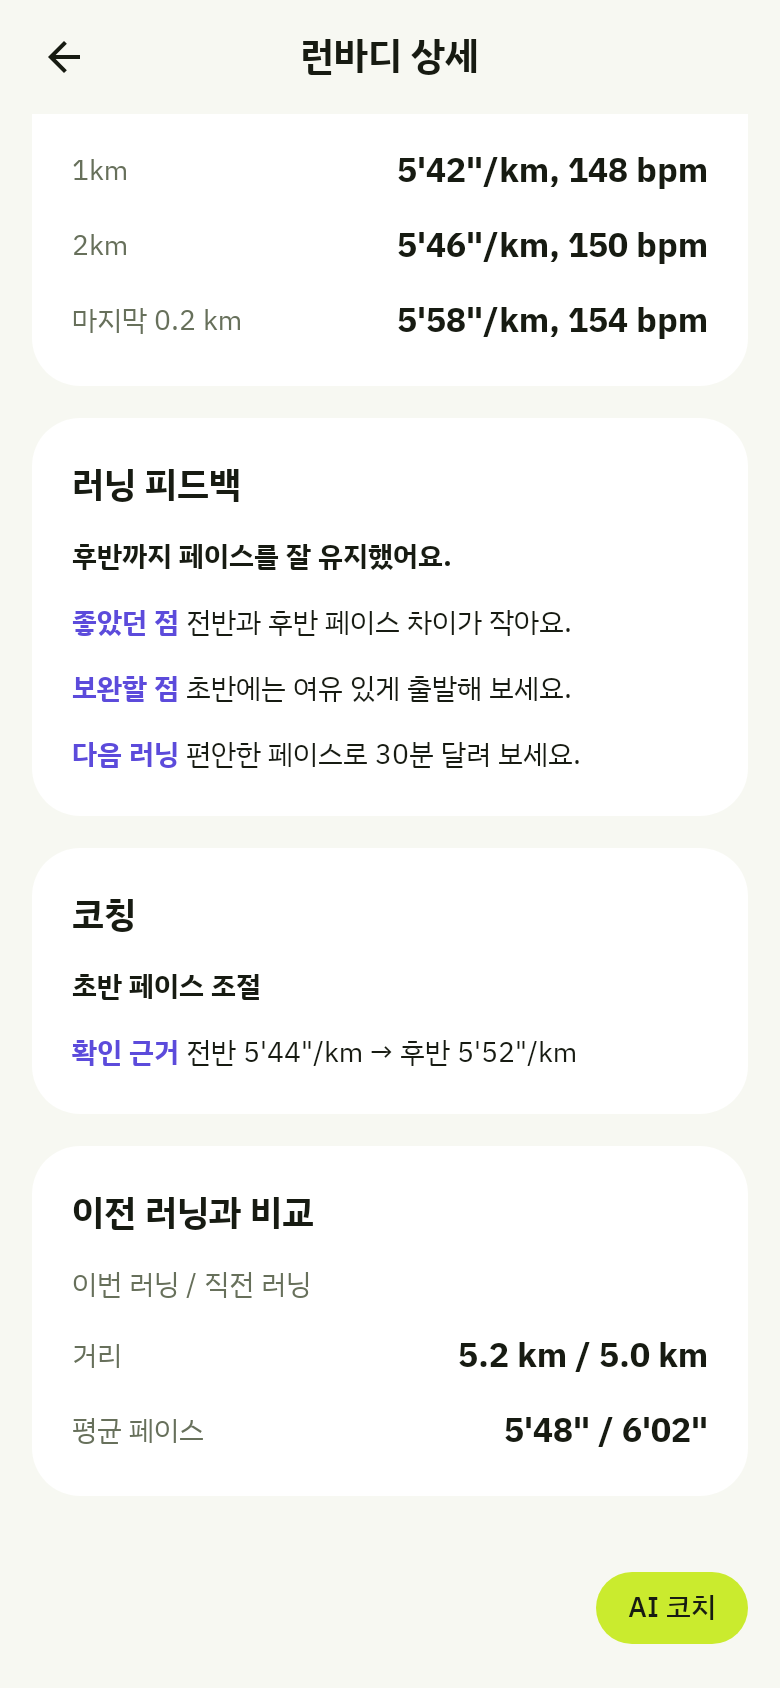 런바디 상세
1km 5'42"/km, 148 bpm
2km 5'46"/km, 150 bpm
마지막 0.2 km 5'58"/km, 154 bpm
러닝 피드백
후반까지 페이스를 잘 유지했어요.
좋았던 점 전반과 후반 페이스 차이가 작아요.
보완할 점 초반에는 여유 있게 출발해 보세요.
다음 러닝 편안한 페이스로 30분 달려 보세요.
코칭
초반 페이스 조절
확인 근거 전반 5'44"/km → 후반 5'52"/km
이전 러닝과 비교
이번 러닝 / 직전 러닝
거리 5.2 km / 5.0 km
평균 페이스 5'48" / 6'02"
AI 코치